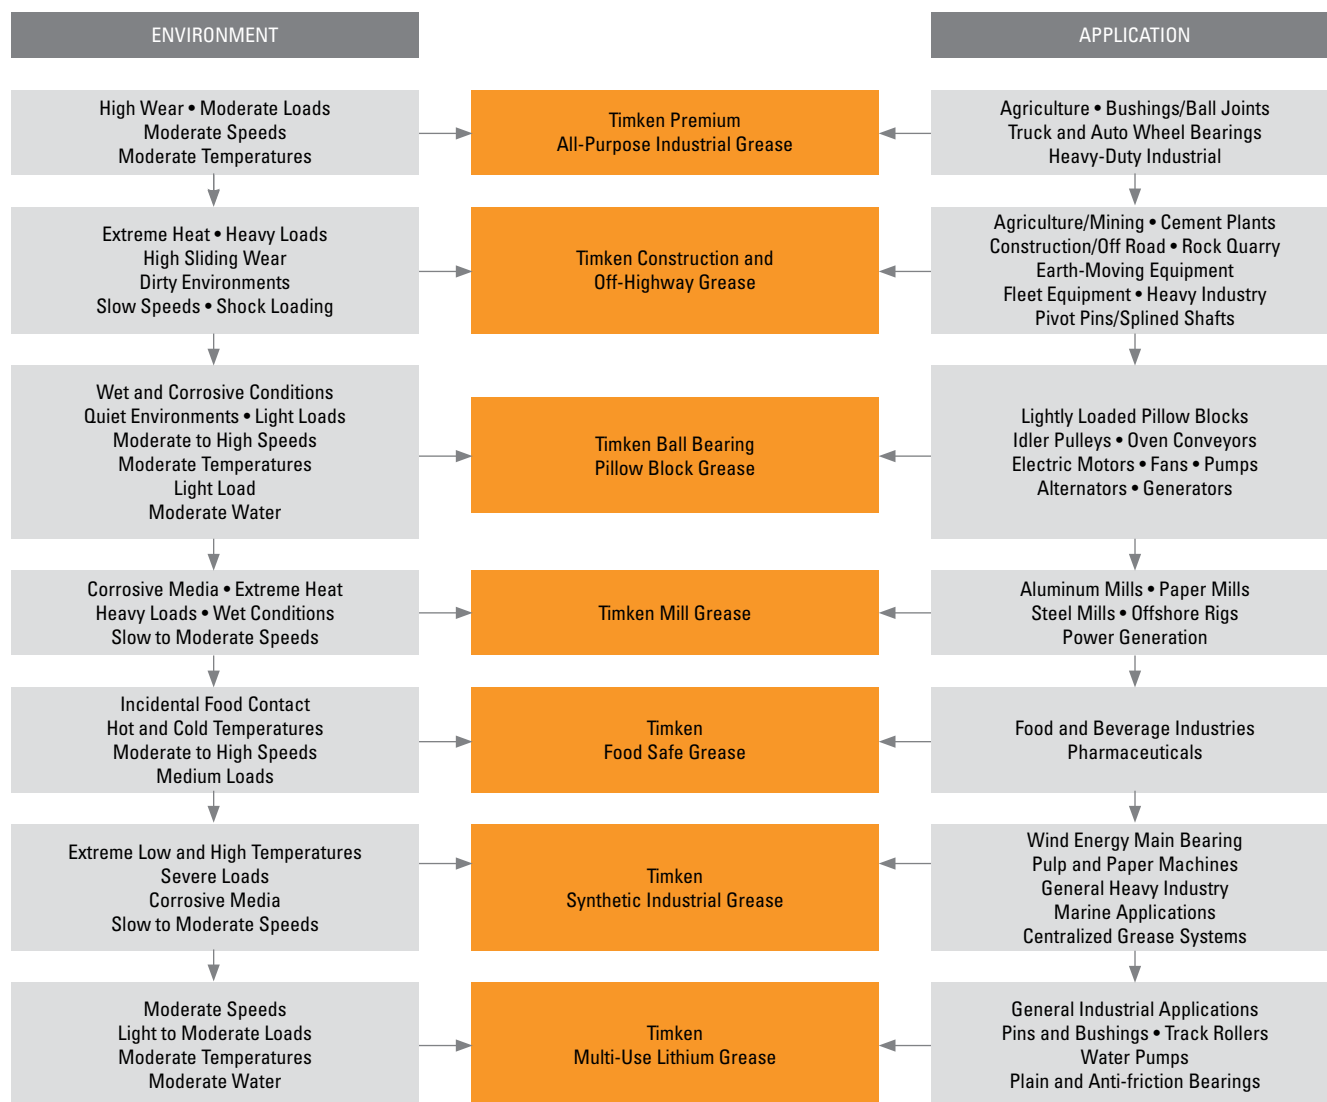 ENVIRONMENT
APPLICATION
High Wear • Moderate Loads
Moderate Speeds
Moderate Temperatures
Timken Premium
All-Purpose Industrial Grease
Agriculture • Bushings/Ball Joints
Truck and Auto Wheel Bearings
Heavy-Duty Industrial
Extreme Heat • Heavy Loads
High Sliding Wear
Dirty Environments
Slow Speeds • Shock Loading
Timken Construction and
Off-Highway Grease
Agriculture/Mining • Cement Plants
Construction/Off Road • Rock Quarry
Earth-Moving Equipment
Fleet Equipment • Heavy Industry
Pivot Pins/Splined Shafts
Wet and Corrosive Conditions
Quiet Environments • Light Loads
Moderate to High Speeds
Moderate Temperatures
Light Load
Moderate Water
Timken Ball Bearing
Pillow Block Grease
Lightly Loaded Pillow Blocks
Idler Pulleys • Oven Conveyors
Electric Motors • Fans • Pumps
Alternators • Generators
Corrosive Media • Extreme Heat
Heavy Loads • Wet Conditions
Slow to Moderate Speeds
Timken Mill Grease
Aluminum Mills • Paper Mills
Steel Mills • Offshore Rigs
Power Generation
Incidental Food Contact
Hot and Cold Temperatures
Moderate to High Speeds
Medium Loads
Timken
Food Safe Grease
Food and Beverage Industries
Pharmaceuticals
Extreme Low and High Temperatures
Severe Loads
Corrosive Media
Slow to Moderate Speeds
Timken
Synthetic Industrial Grease
Wind Energy Main Bearing
Pulp and Paper Machines
General Heavy Industry
Marine Applications
Centralized Grease Systems
Moderate Speeds
Light to Moderate Loads
Moderate Temperatures
Moderate Water
Timken
Multi-Use Lithium Grease
General Industrial Applications
Pins and Bushings • Track Rollers
Water Pumps
Plain and Anti-friction Bearings